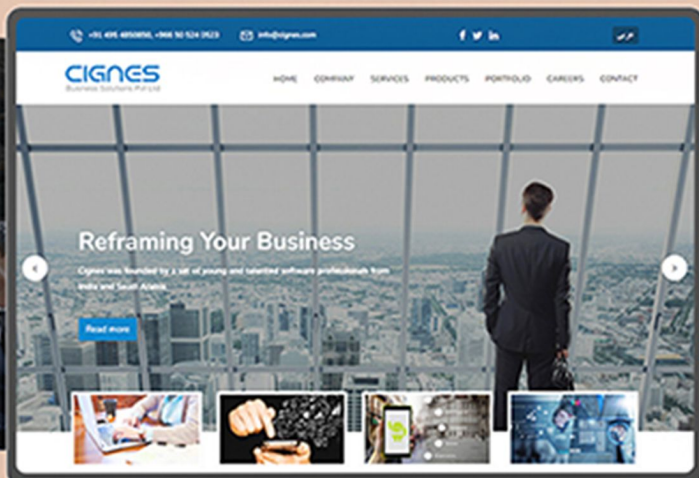 +91 495 4850850, +966 50 524 0523
info@cignes.com
CIGNES
Business Solutions Pvt Ltd
HOME COMPANY SERVICES PRODUCTS PORTFOLIO CAREERS CONTACT
Reframing Your Business
Cignes was founded by a set of young and talented software professionals from
India and Saudi Arabia.
Read more